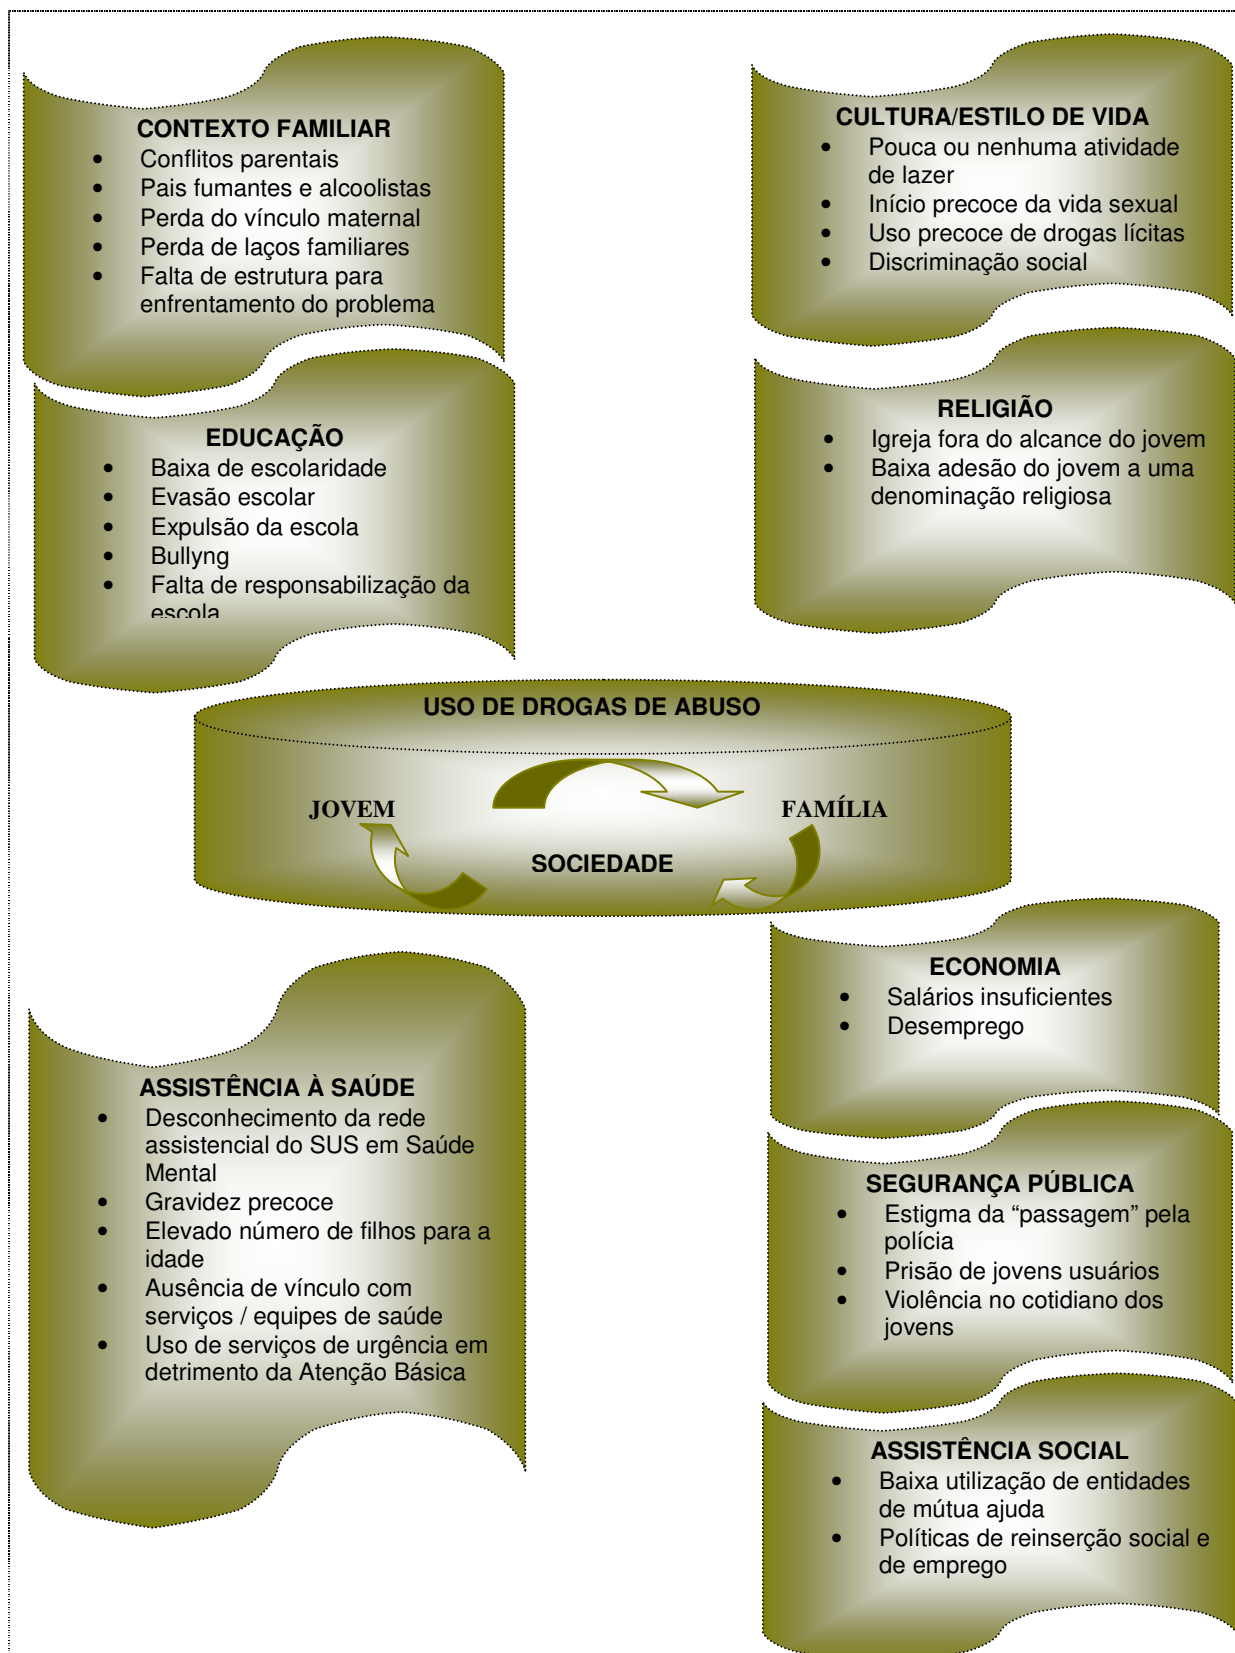 CONTEXTO FAMILIAR
• Conflitos parentais
• Pais fumantes e alcoolistas
• Perda do vínculo maternal
• Perda de laços familiares
• Falta de estrutura para
enfrentamento do problema
EDUCAÇÃO
• Baixa de escolaridade
• Evasão escolar
• Expulsão da escola
• Bullyng
• Falta de responsabilização da
escola
CULTURA/ESTILO DE VIDA
• Pouca ou nenhuma atividade
de lazer
• Início precoce da vida sexual
• Uso precoce de drogas lícitas
• Discriminação social
RELIGIÃO
• Igreja fora do alcance do jovem
• Baixa adesão do jovem a uma
denominação religiosa
USO DE DROGAS DE ABUSO
JOVEM
FAMÍLIA
SOCIEDADE
ASSISTÊNCIA À SAÚDE
• Desconhecimento da rede
assistencial do SUS em Saúde
Mental
• Gravidez precoce
• Elevado número de filhos para a
idade
• Ausência de vínculo com
serviços / equipes de saúde
• Uso de serviços de urgência em
detrimento da Atenção Básica
ECONOMIA
• Salários insuficientes
• Desemprego
SEGURANÇA PÚBLICA
• Estigma da “passagem” pela
polícia
• Prisão de jovens usuários
• Violência no cotidiano dos
jovens
ASSISTÊNCIA SOCIAL
• Baixa utilização de entidades
de mútua ajuda
• Políticas de reinserção social e
de emprego